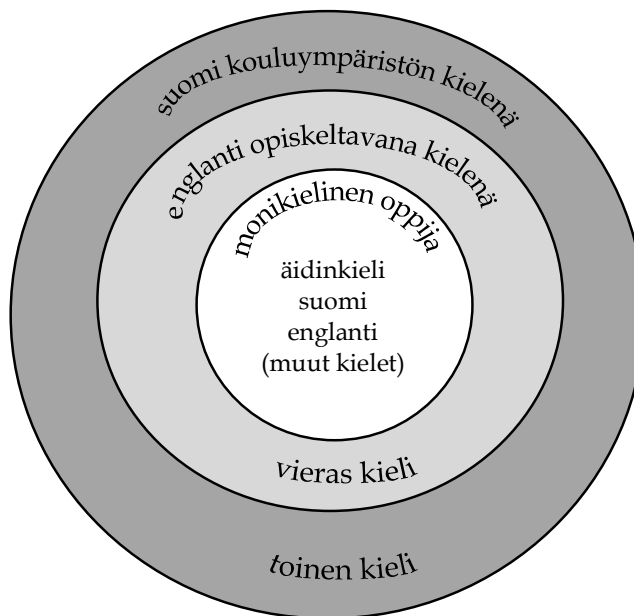 suomi kouluympäristön kielenä
englanti opiskeltavana kielenä
monikielinen oppija
äidinkieli
suomi
englanti
(muut kielet)
vieras kieli
toinen kieli